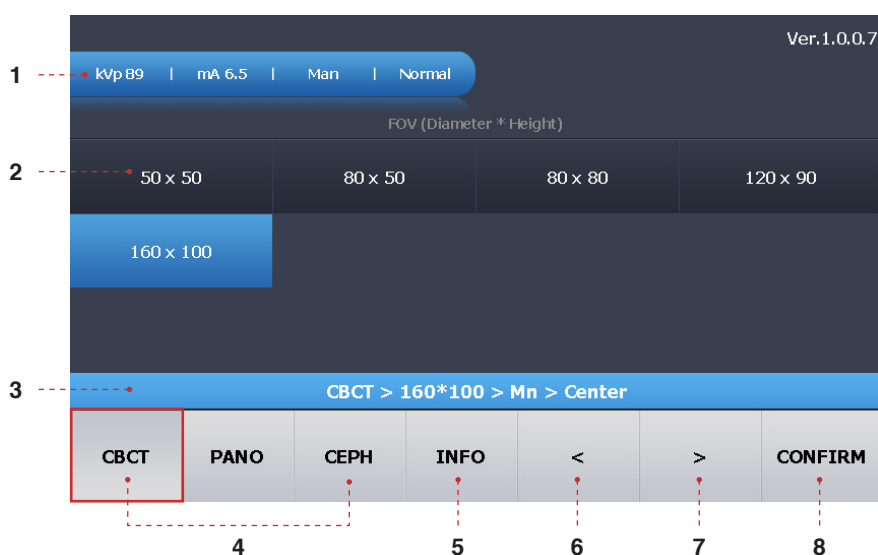 Ver.1.0.0.7
1 kVp 89 | mA 6.5 | Man | Normal
FOV (Diameter * Height)
2 50 x 50 80 x 50 80 x 80 120 x 90
160 x 100
3 CBCT > 160*100 > Mn > Center
CBCT PANO CEPH INFO < > CONFIRM
4 5 6 7 8